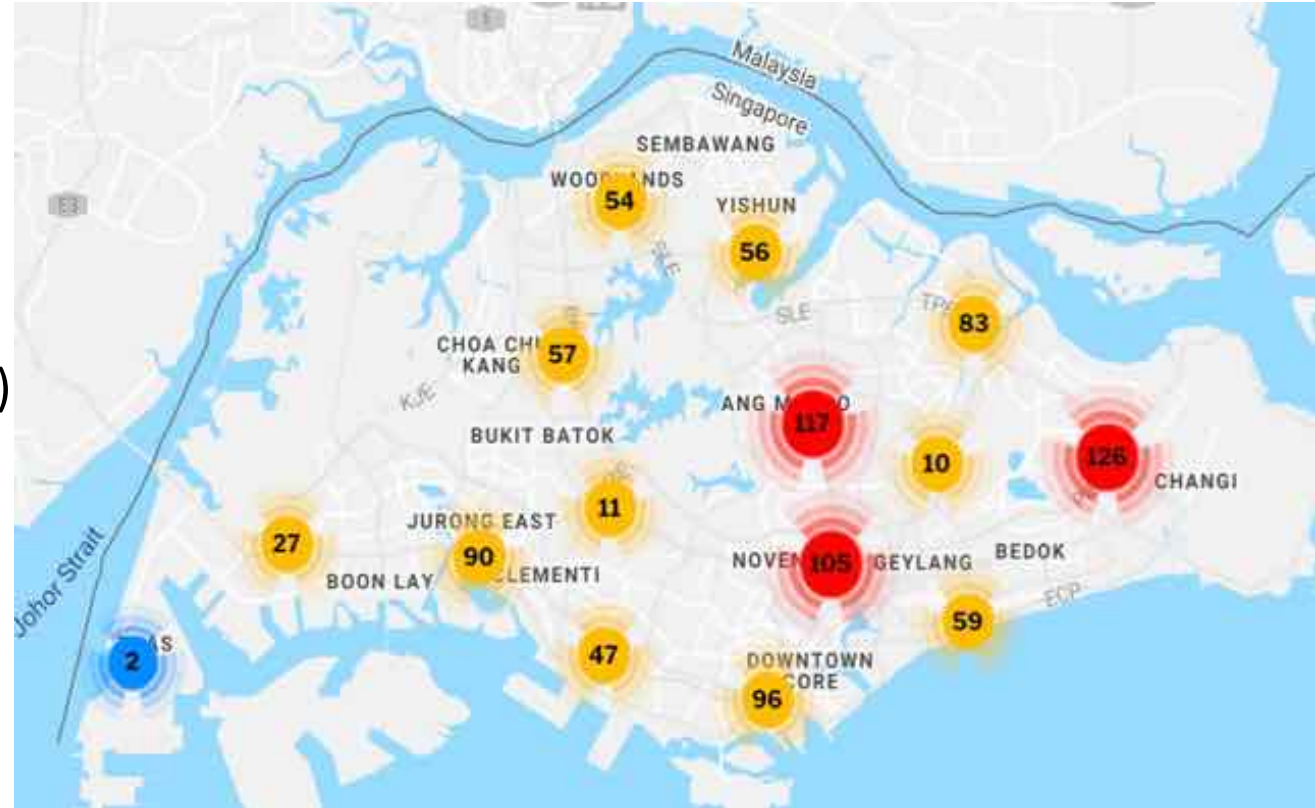 )
Malaysia
Singapore
SEMBAWANG
54
YISHUN
56
SLE
SLE
83
CHOA CHU
KANG
57
KJE
117
BUKIT BATOK
10
126
CHANGI
11
27
JURONG EAST
90
CLEMENTI
BOON LAY
105
GEYLANG
BEDOK
ECP
59
Johor Strait
2
47
DOWNTOWN
CORE
96